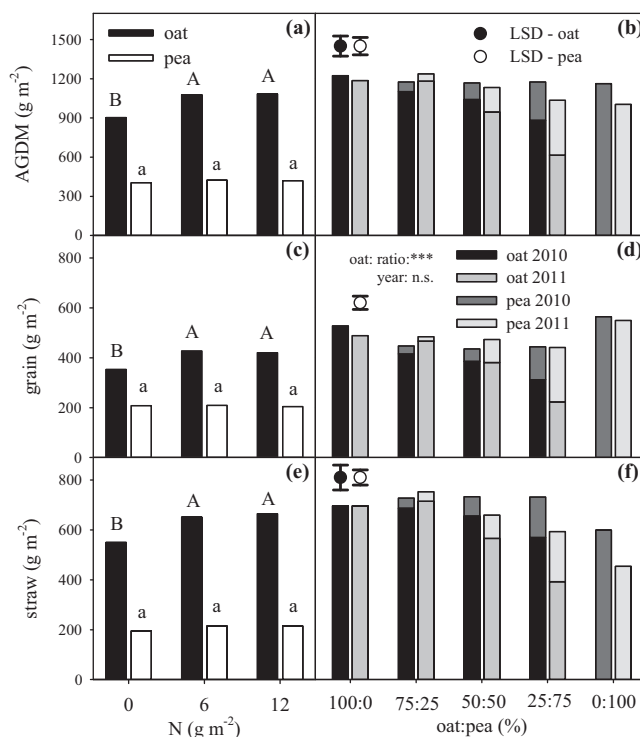 (a)
oat
pea
AGDM (g m⁻²)
1500
1200
900
600
300
0
B
A
A
a
a
a
(b)
LSD - oat
LSD - pea
(c)
grain (g m⁻²)
800
600
400
200
0
B
A
A
a
a
a
(d)
oat: ratio:***
year: n.s.
oat 2010
oat 2011
pea 2010
pea 2011
(e)
straw (g m⁻²)
800
600
400
200
0
B
A
A
a
a
a
(f)
0
6
12
N (g m⁻²)
100:0
75:25
50:50
25:75
0:100
oat:pea (%)